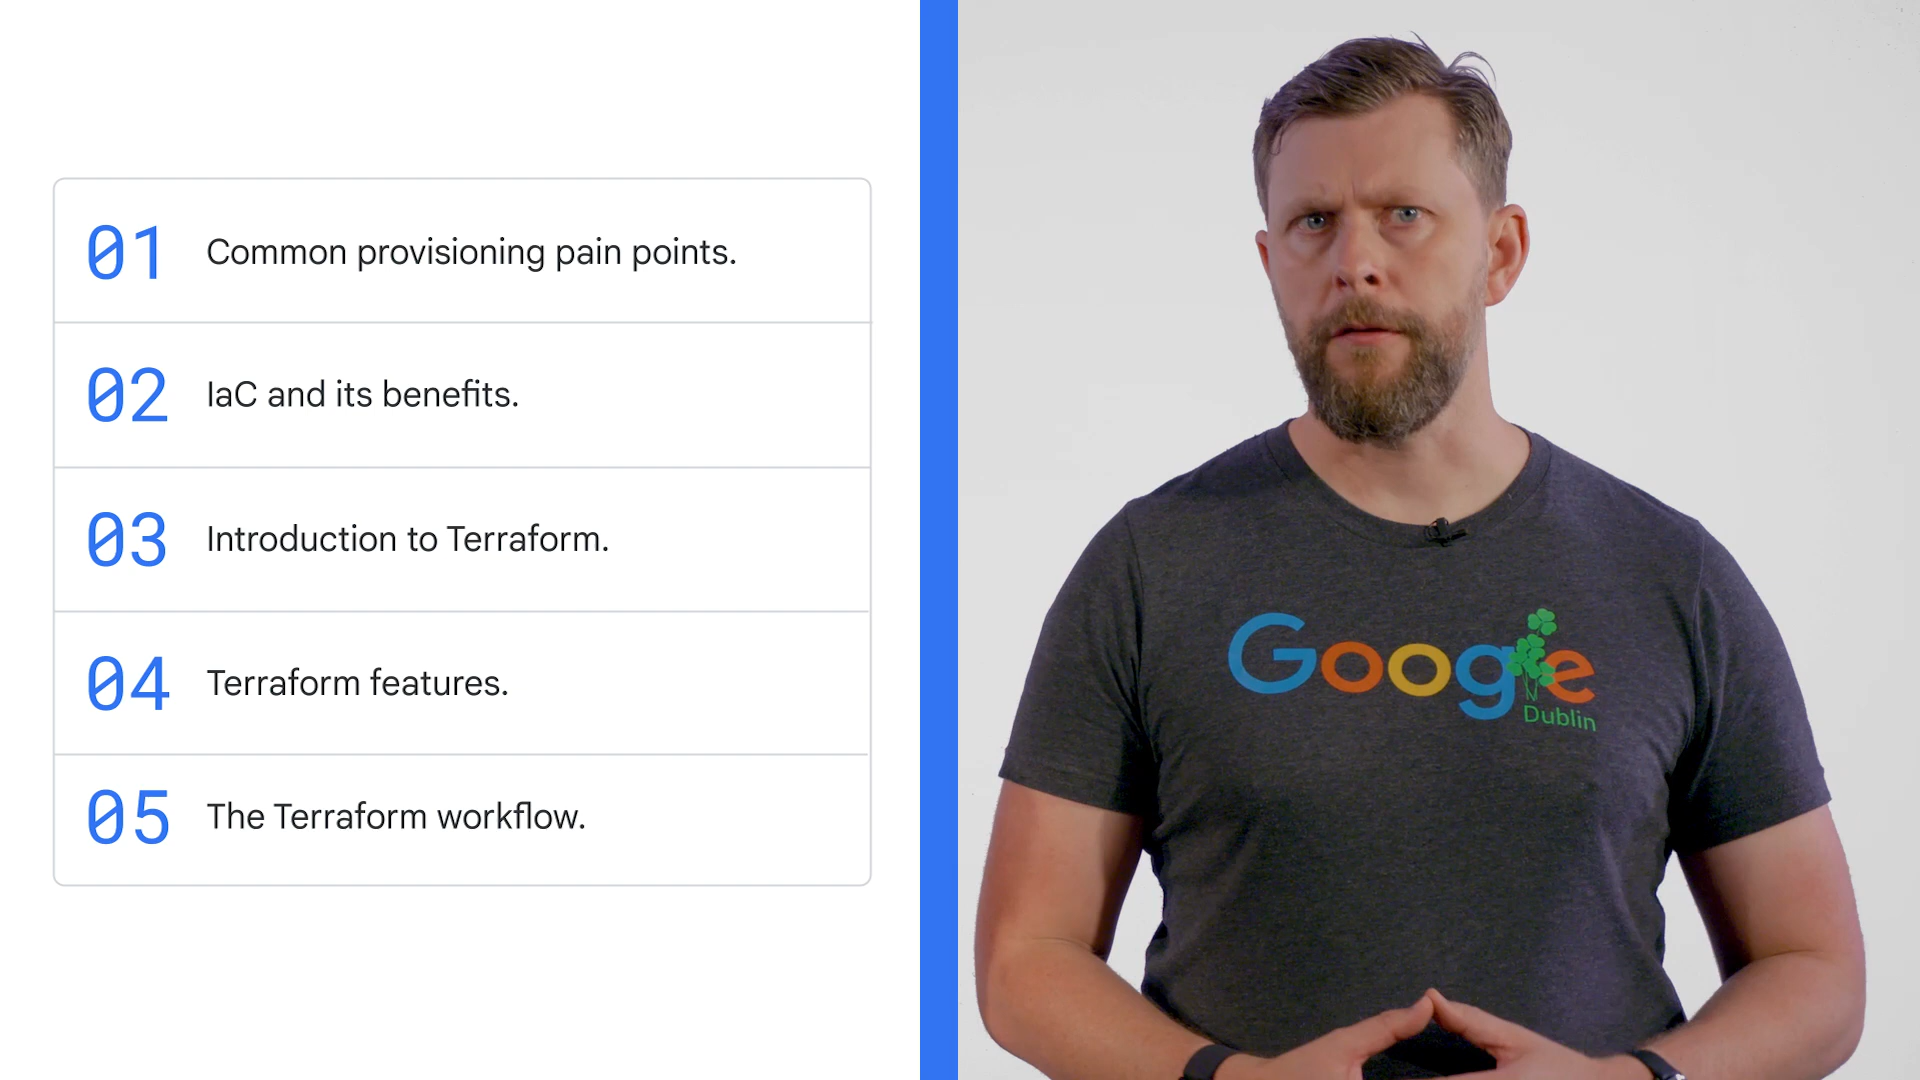 01 Common provisioning pain points.
02 IaC and its benefits.
03 Introduction to Terraform.
04 Terraform features.
05 The Terraform workflow.
Google
Dublin